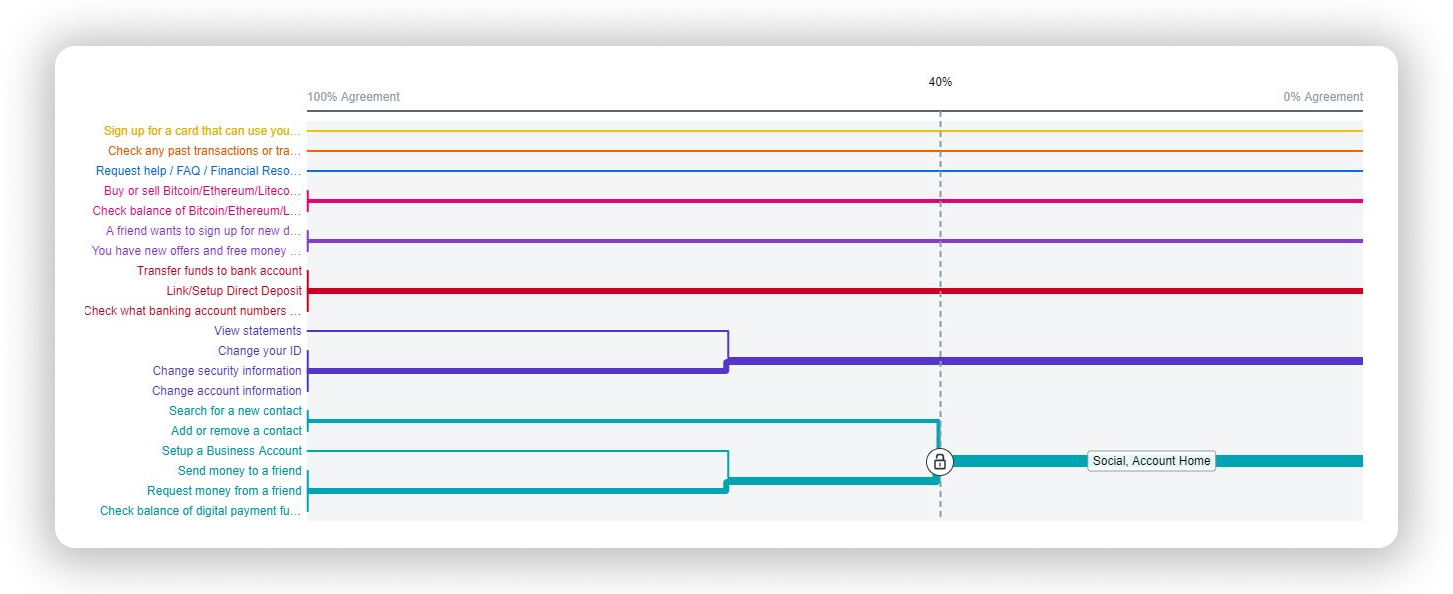 40%
100% Agreement
0% Agreement
Sign up for a card that can use you...
Check any past transactions or tra...
Request help / FAQ / Financial Reso...
Buy or sell Bitcoin/Ethereum/Liteco...
Check balance of Bitcoin/Ethereum/L...
A friend wants to sign up for new d...
You have new offers and free money ...
Transfer funds to bank account
Link/Setup Direct Deposit
Check what banking account numbers ...
View statements
Change your ID
Change security information
Change account information
Search for a new contact
Add or remove a contact
Setup a Business Account
Social, Account Home
Send money to a friend
Request money from a friend
Check balance of digital payment fu...